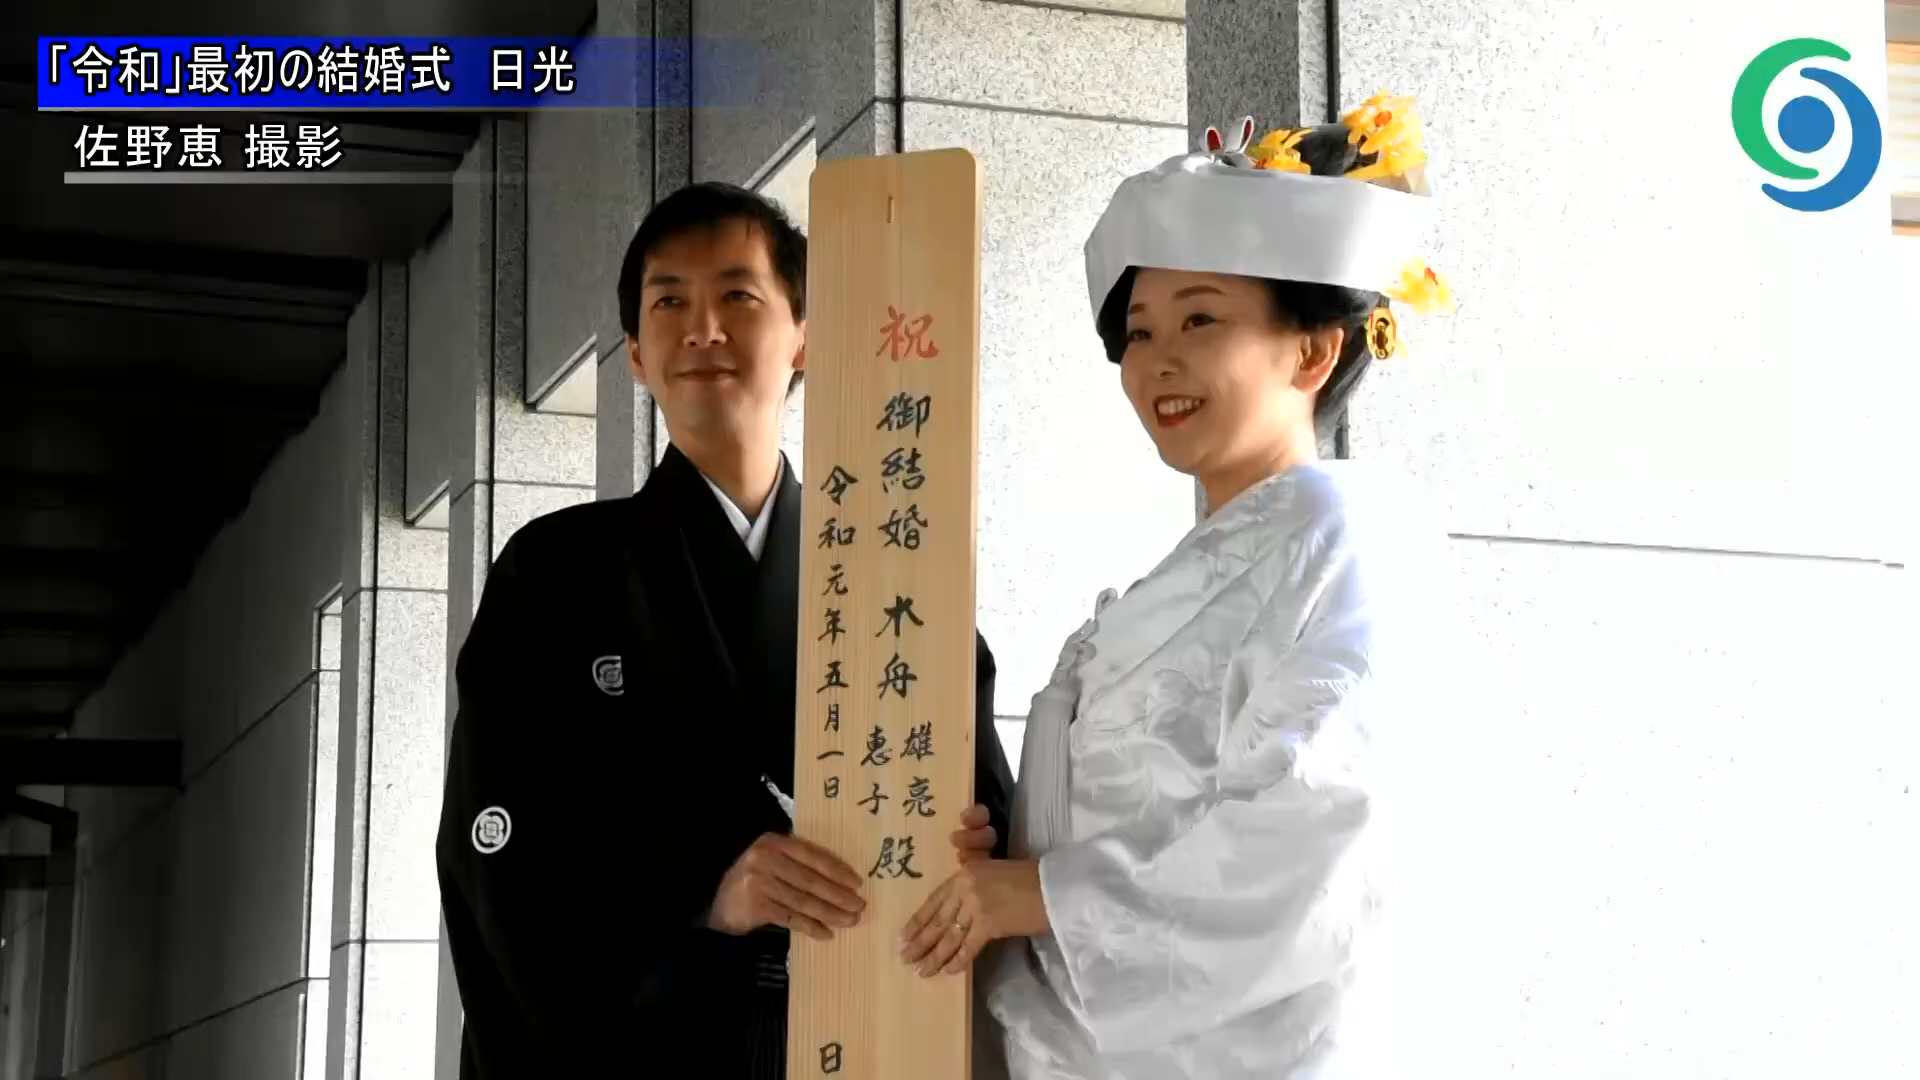 「令和」最初の結婚式 日光
佐野恵 撮影
祝
御結婚 水舟 雄亮 恵子 殿
令和元年五月一日
日